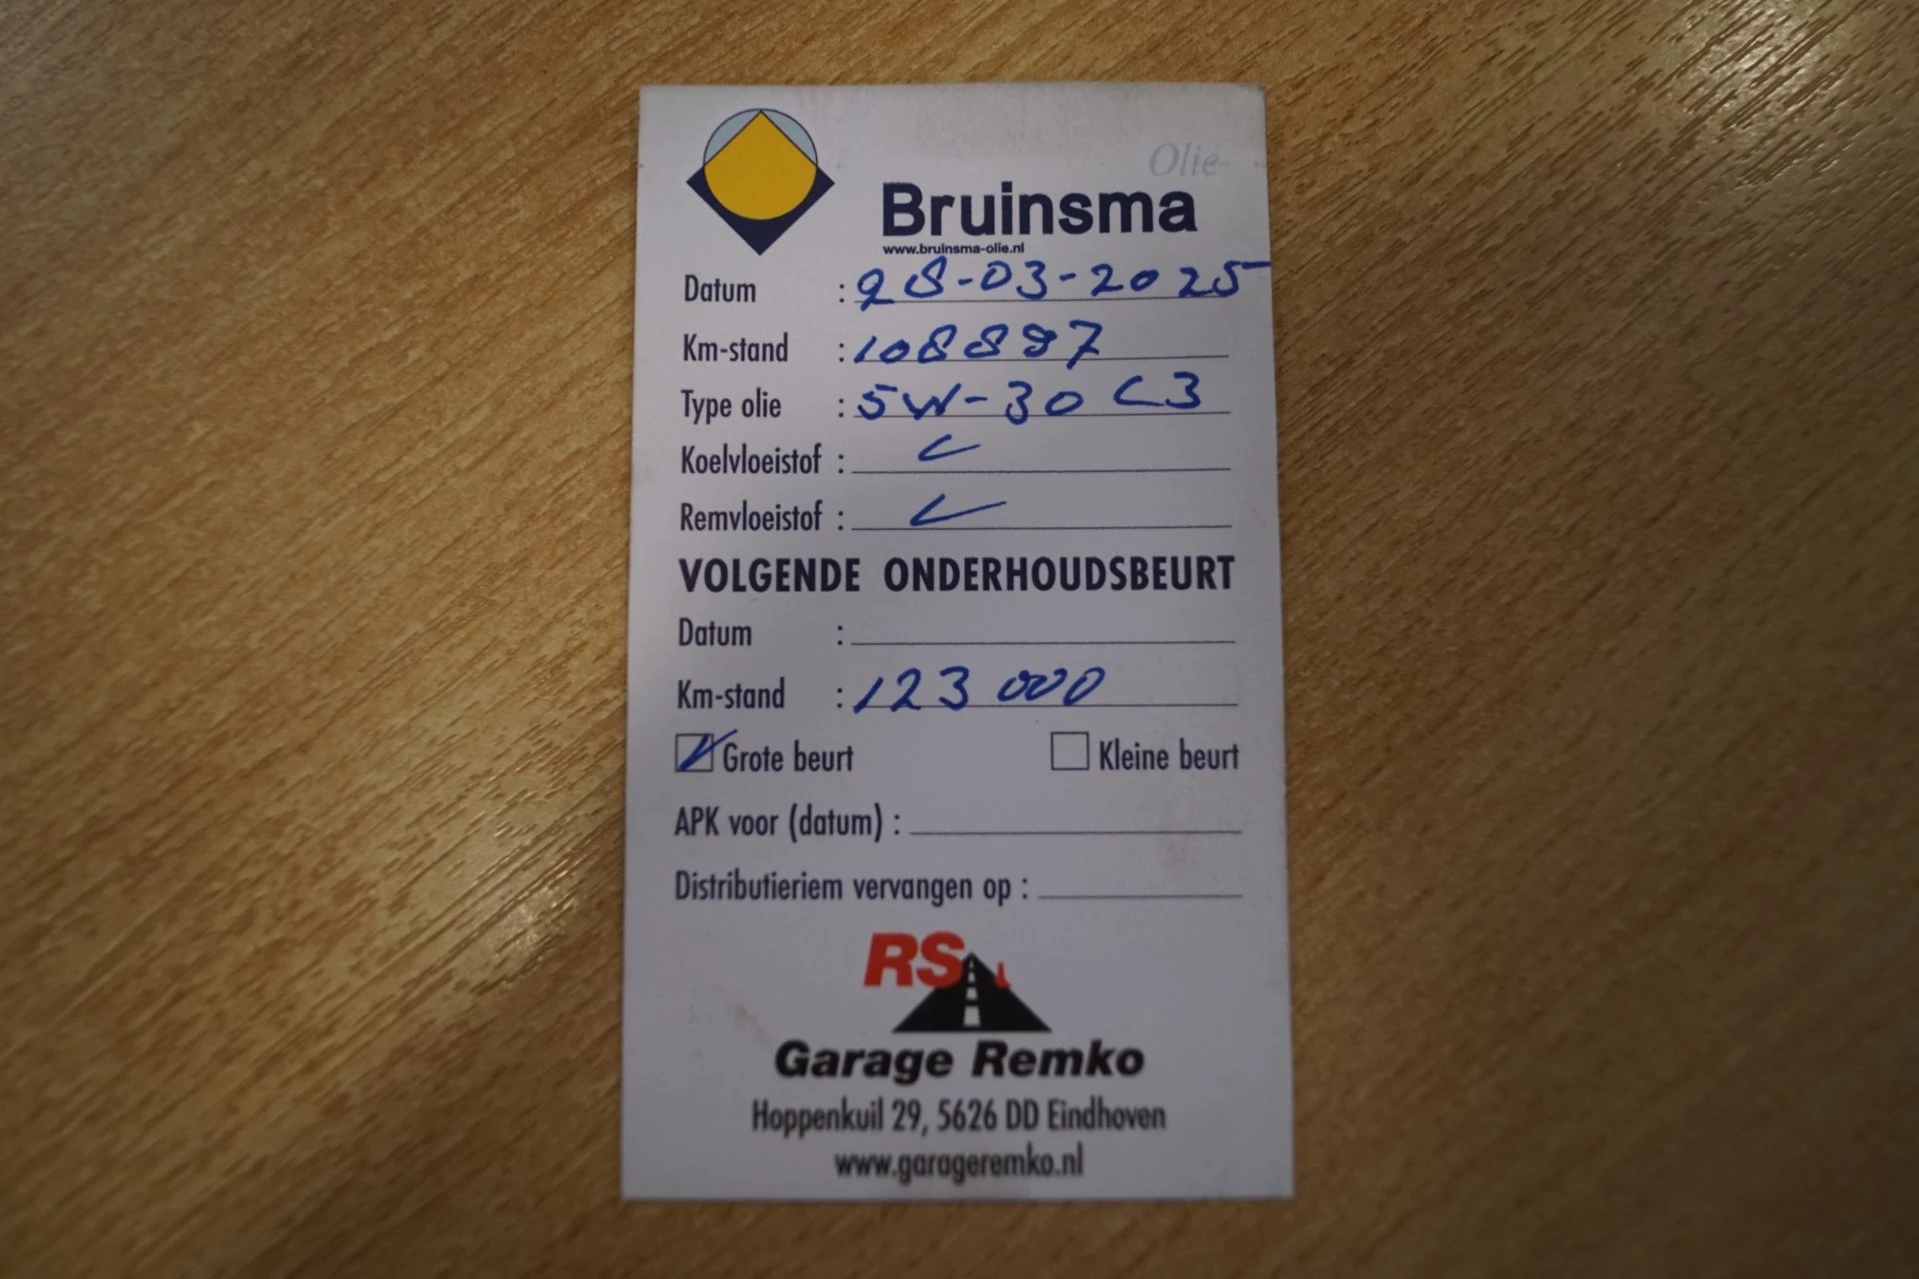 Olie
Bruinsma
www.bruinsma-olie.nl
Datum : 28-03-2025
Km-stand : 108887
Type olie : 5W-30 C3
Koelvloeistof : ✓
Remvloeistof : ✓
VOLGENDE ONDERHOUDSBEURT
Datum :
Km-stand : 123000
☑ Grote beurt ☐ Kleine beurt
APK voor (datum) :
Distributieriem vervangen op :
RS
Garage Remko
Hoppenkuil 29, 5626 DD Eindhoven
www.garageremko.nl